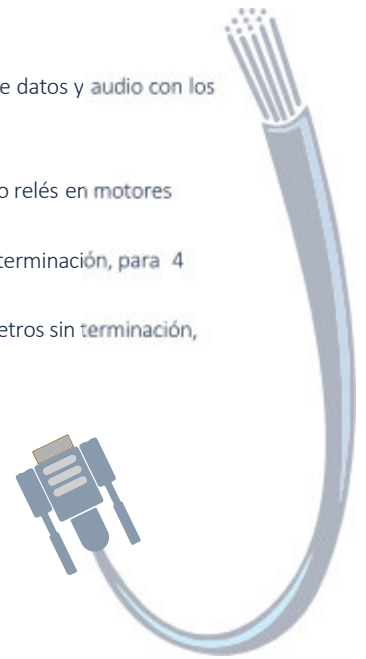 e datos y audio con los
o relés en motores
terminación, para 4
etros sin terminación,